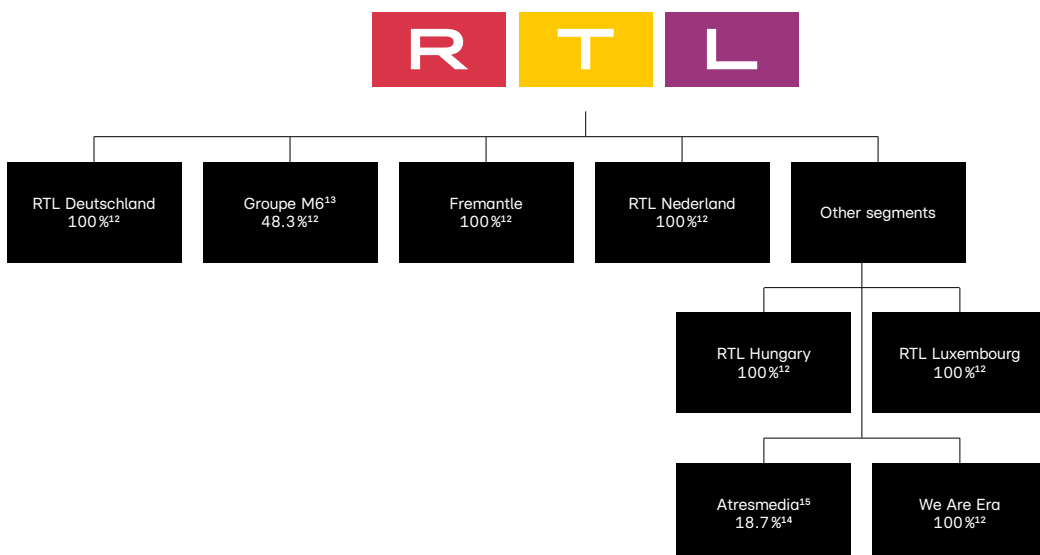 R T L
RTL Deutschland
100%¹²
Groupe M6¹³
48.3%¹²
Fremantle
100%¹²
RTL Nederland
100%¹²
Other segments
RTL Hungary
100%¹²
RTL Luxembourg
100%¹²
Atresmedia¹⁵
18.7%¹⁴
We Are Era
100%¹²